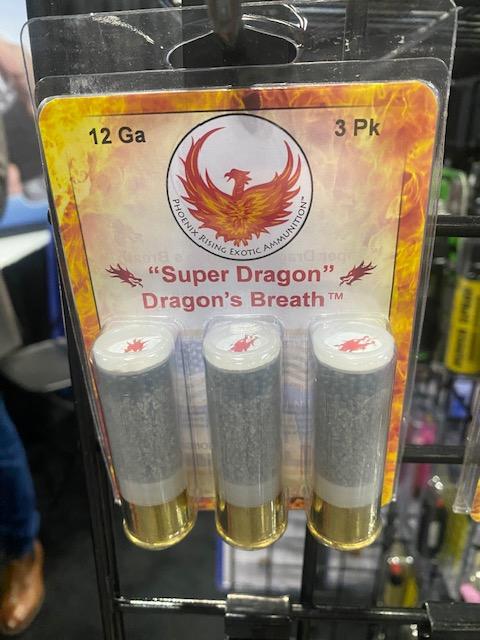 12 Ga
3 Pk
PHOENIX RISING EXOTIC AMMUNITION™
“Super Dragon”
Dragon's Breath™